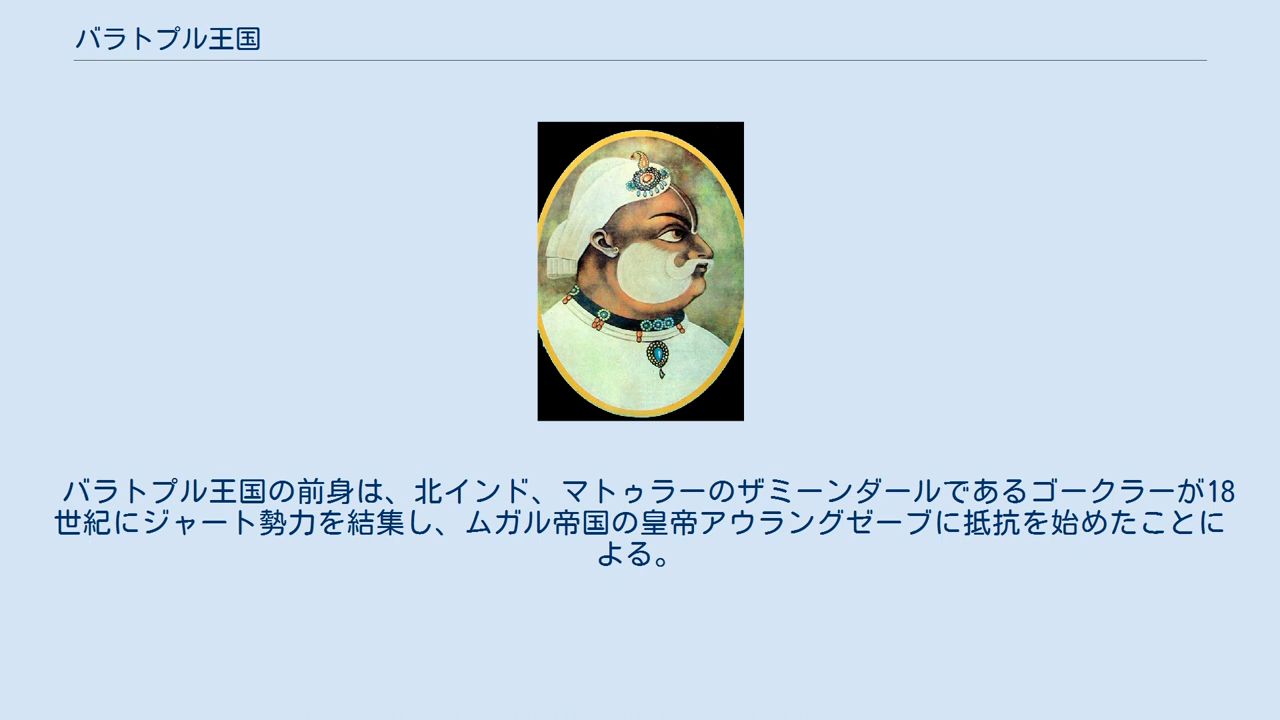 バラトプル王国
バラトプル王国の前身は、北インド、マトゥラーのザミーンダールであるゴークラーが18
世紀にジャート勢力を結集し、ムガル帝国の皇帝アウラングゼーブに抵抗を始めたことに
よる。